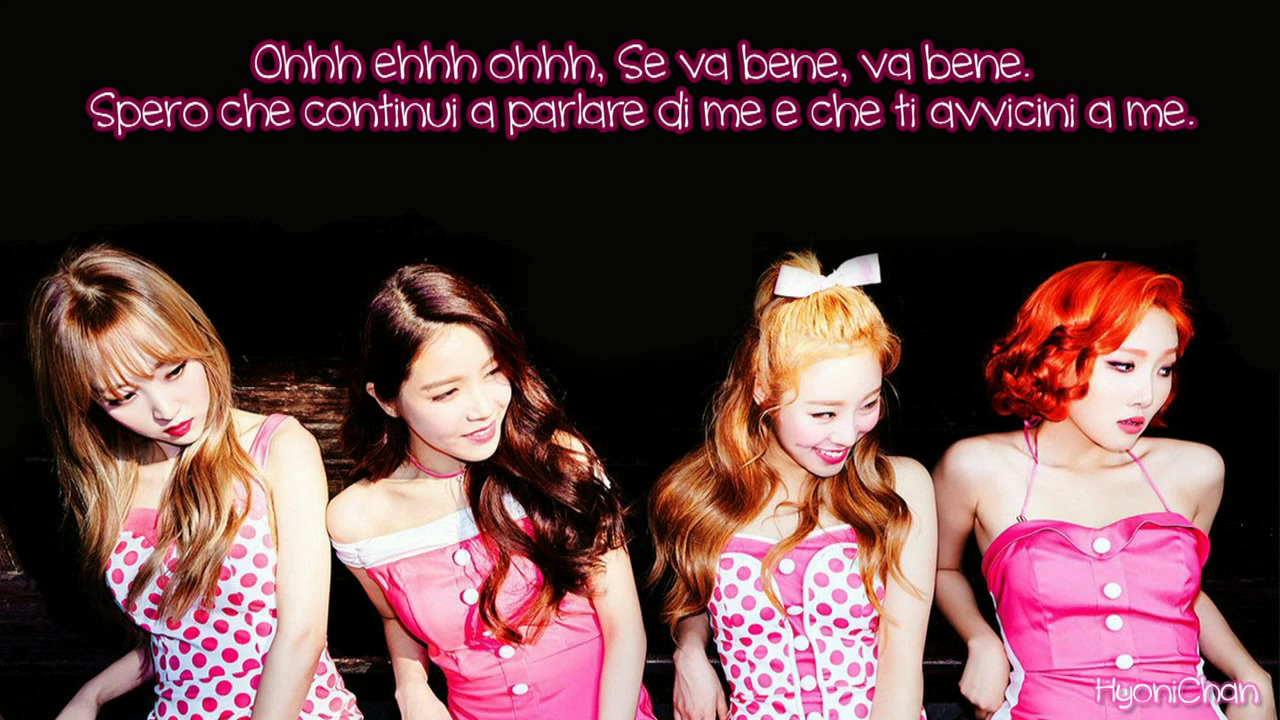 Ohhh ehhh ohhh, Se va bene, va bene.
Spero che continui a parlare di me e che ti avvicini a me.
HyoniChan